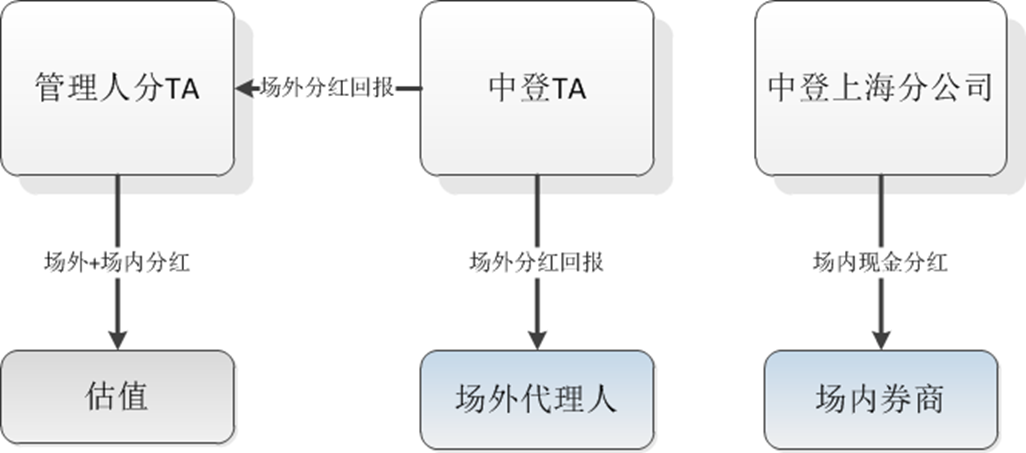 管理人分TA
场外分红回报
中登TA
中登上海分公司
场外+场内分红
场外分红回报
场内现金分红
估值
场外代理人
场内券商